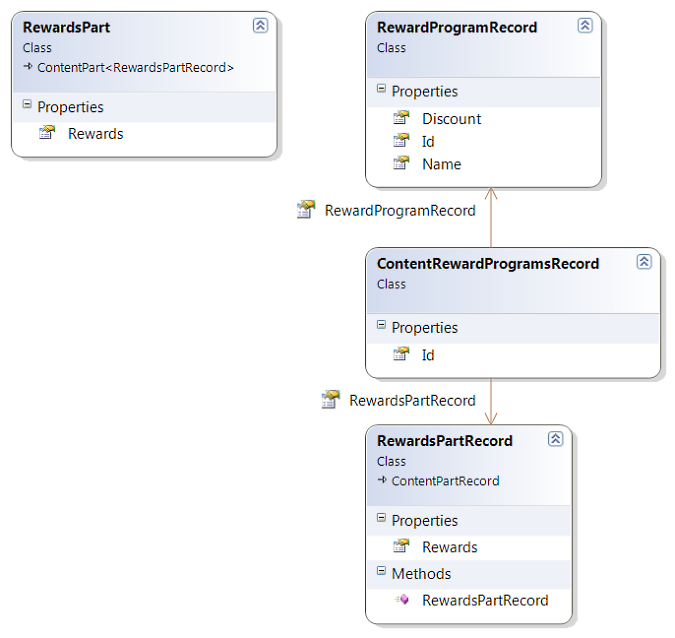 RewardsPart
Class
ContentPart<RewardsPartRecord>
Properties
Rewards
RewardProgramRecord
Class
Properties
Discount
Id
Name
RewardProgramRecord
ContentRewardProgramsRecord
Class
Properties
Id
RewardsPartRecord
RewardsPartRecord
Class
ContentPartRecord
Properties
Rewards
Methods
RewardsPartRecord